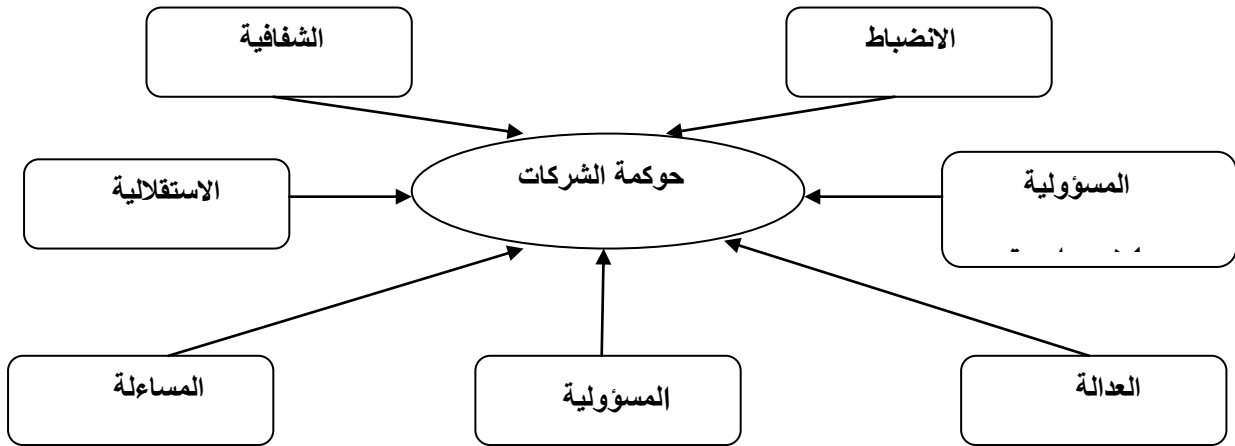 الانضباط
الشفافية
حوكمة الشركات
المسؤولية
الاستقلالية
العدالة
المسؤولية
المساءلة